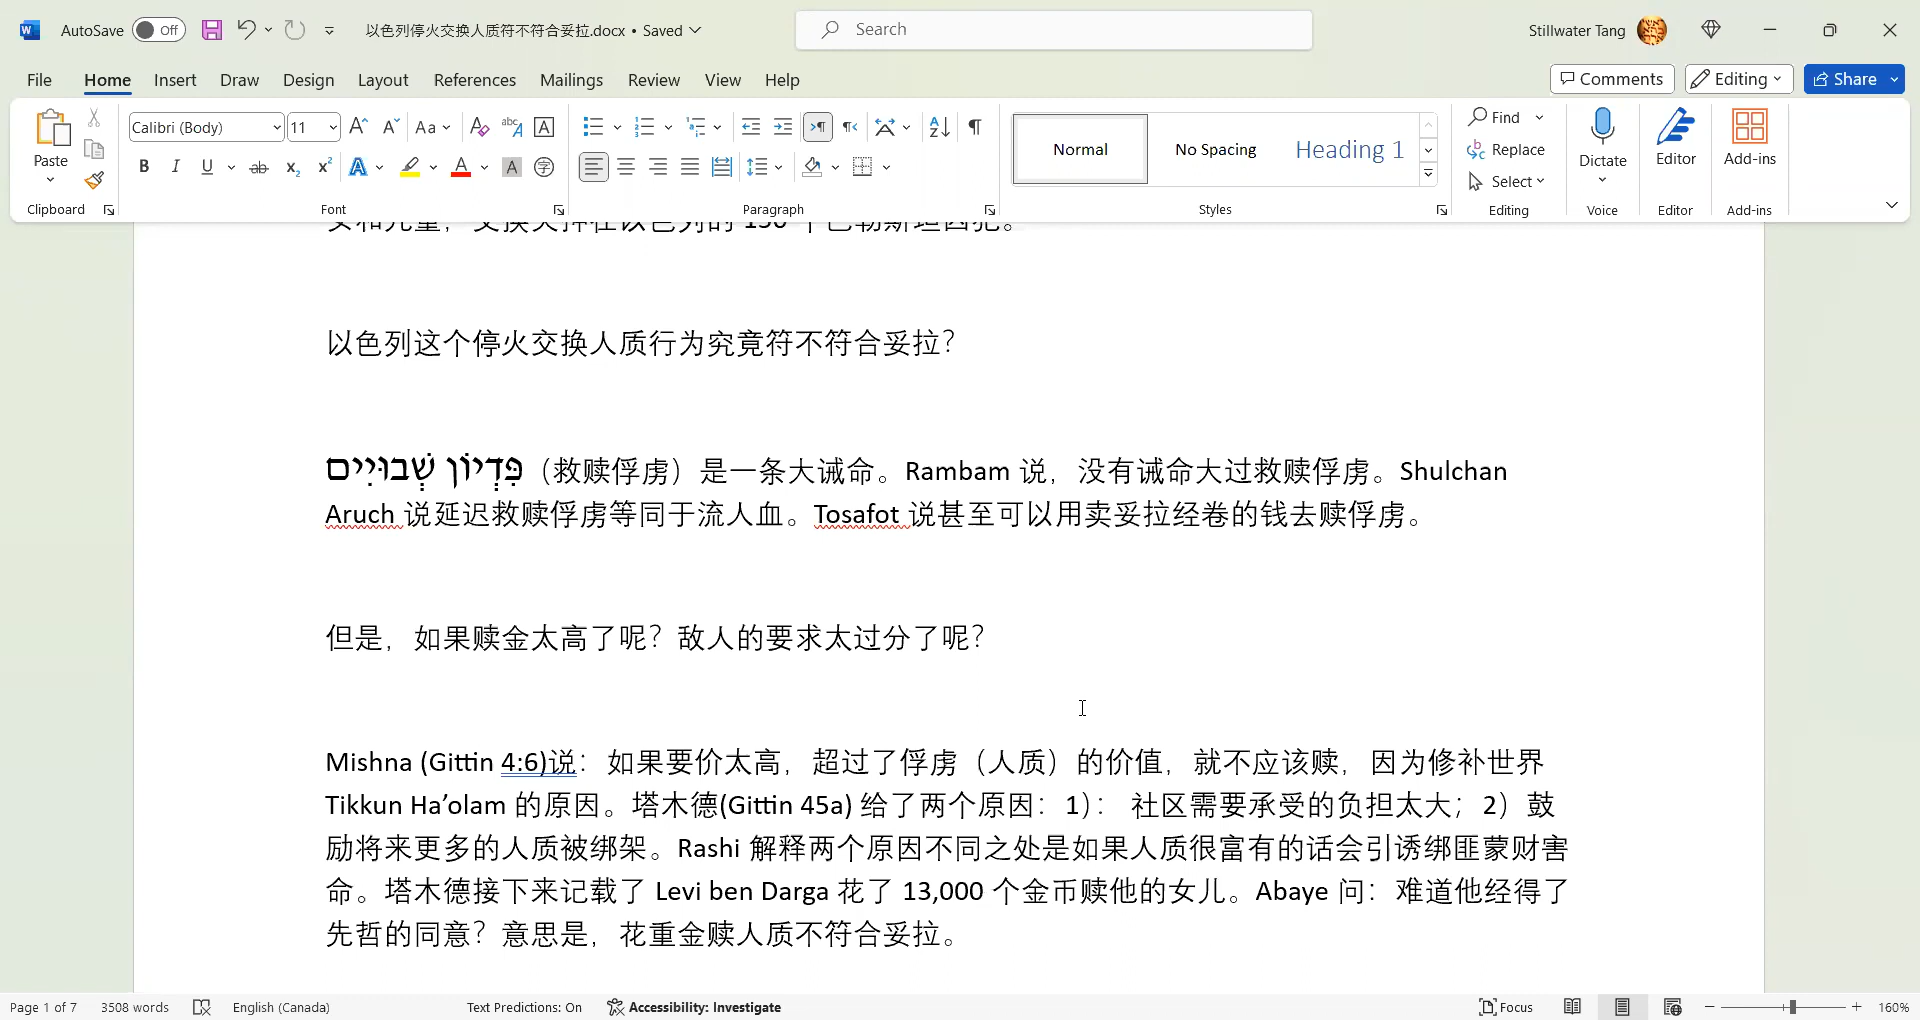 AutoSave Off 以色列停火交换人质符不符合妥拉.docx • Saved Search Stillwater Tang
File Home Insert Draw Design Layout References Mailings Review View Help Comments Editing Share
Paste Calibri (Body) 11 Aa Normal No Spacing Heading 1 Find Replace Select Dictate Editor Add-ins
Clipboard Font Paragraph Styles Editing Voice Editor Add-ins
以色列这个停火交换人质行为究竟符不符合妥拉？
פִּדְיוֹן שְׁבוּיִים（救赎俘虏）是一条大诫命。Rambam 说，没有诫命大过救赎俘虏。Shulchan
Aruch 说延迟救赎俘虏等同于流人血。Tosafot 说甚至可以用卖妥拉经卷的钱去赎俘虏。
但是，如果赎金太高了呢？敌人的要求太过分了呢？
Mishna (Gittin 4:6)说：如果要价太高，超过了俘虏（人质）的价值，就不应该赎，因为修补世界
Tikkun Ha’olam 的原因。塔木德(Gittin 45a) 给了两个原因：1）： 社区需要承受的负担太大；2）鼓
励将来更多的人质被绑架。Rashi 解释两个原因不同之处是如果人质很富有的话会引诱绑匪蒙财害
命。塔木德接下来记载了 Levi ben Darga 花了 13,000 个金币赎他的女儿。Abaye 问：难道他经得了
先哲的同意？意思是，花重金赎人质不符合妥拉。
Page 1 of 7 3508 words English (Canada) Text Predictions: On Accessibility: Investigate Focus 160%